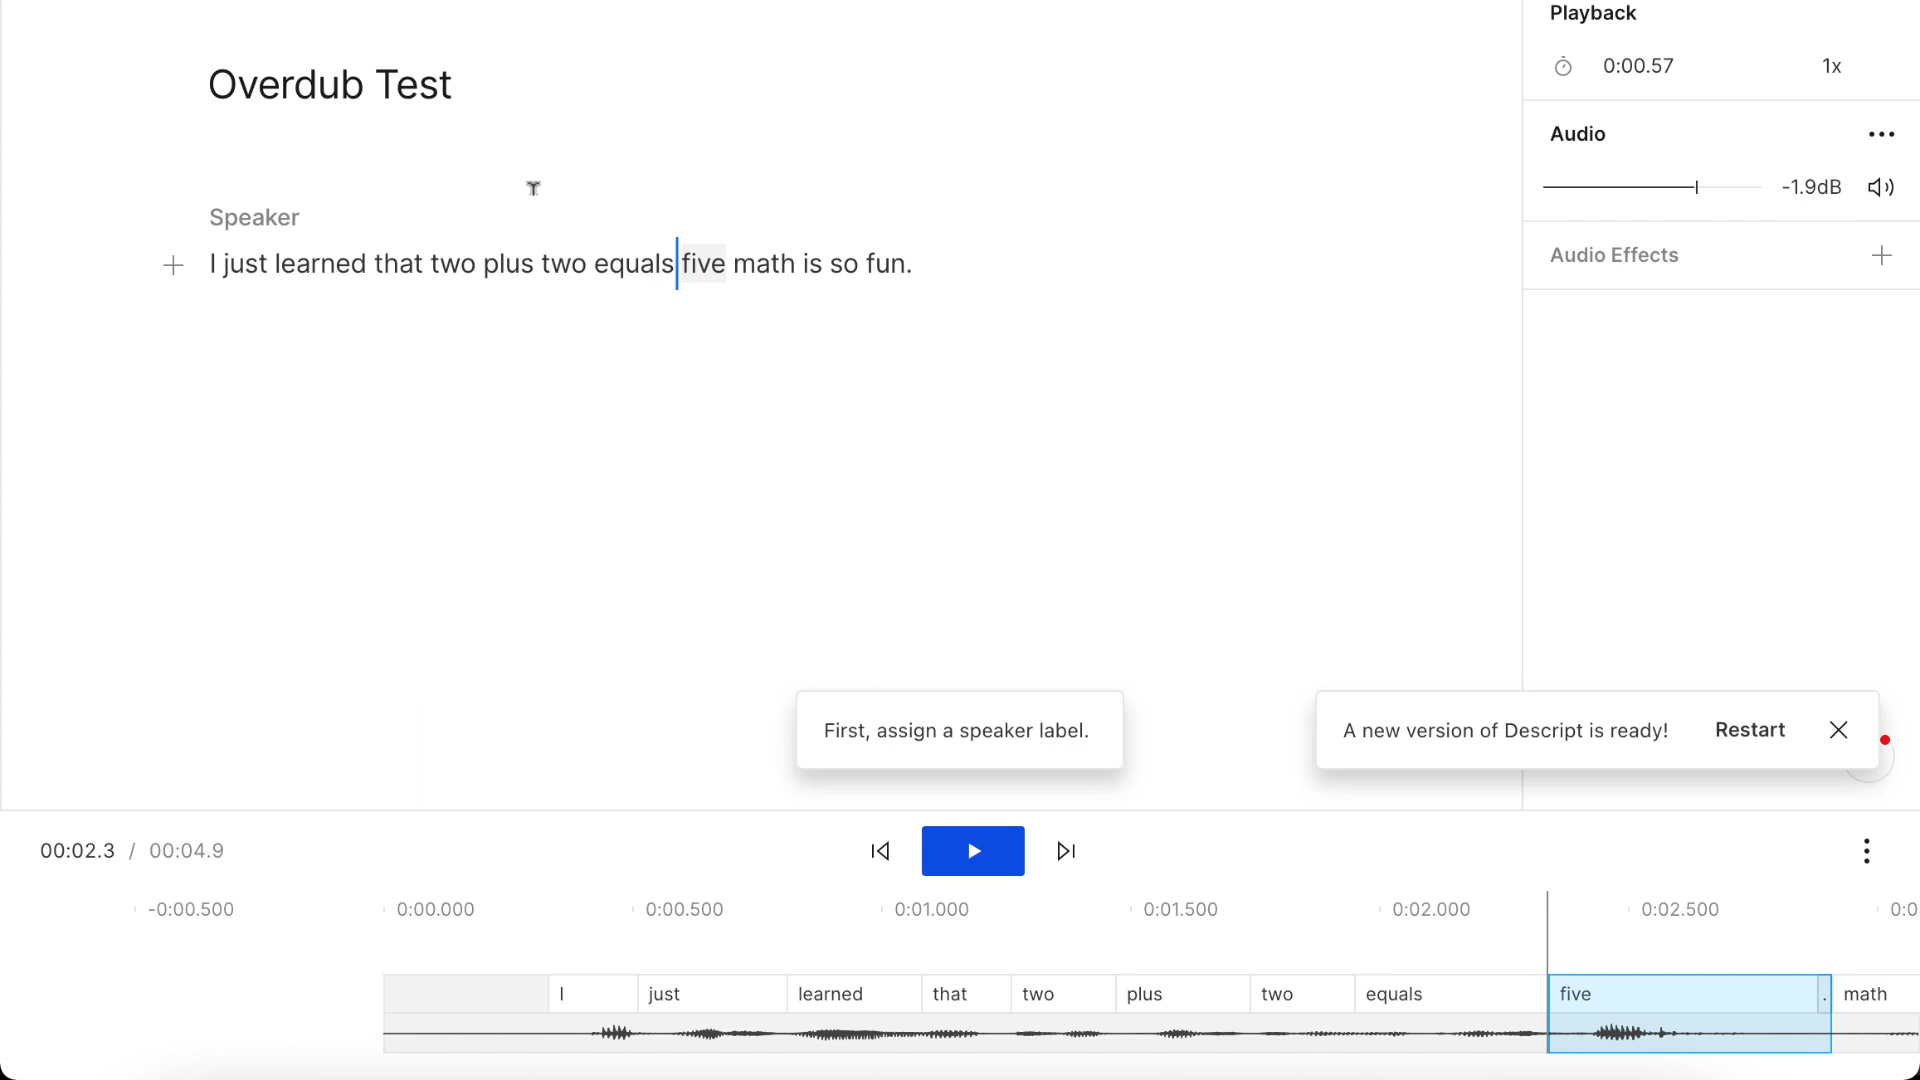 Playback
0:00.57 1x
Overdub Test
Audio
-1.9dB
Speaker
I just learned that two plus two equals five math is so fun.
Audio Effects
First, assign a speaker label.
A new version of Descript is ready! Restart
00:02.3 / 00:04.9
-0:00.500 0:00.000 0:00.500 0:01.000 0:01.500 0:02.000 0:02.500 0:0
I just learned that two plus two equals five . math